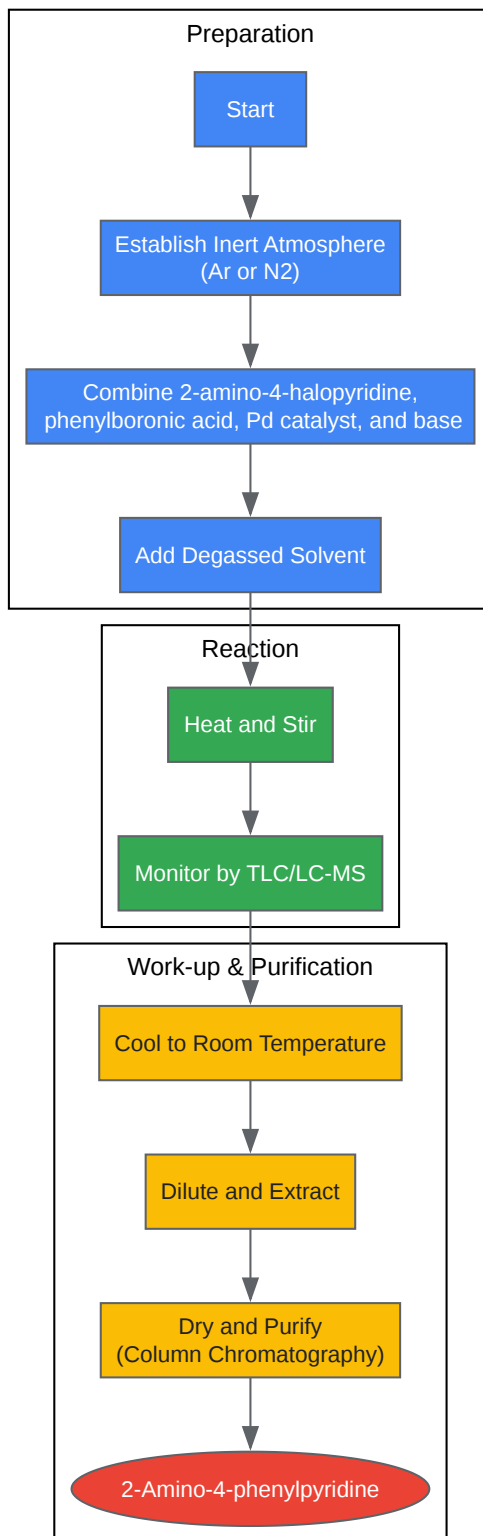 Preparation
Start
Establish Inert Atmosphere
(Ar or N2)
Combine 2-amino-4-halopyridine,
phenylboronic acid, Pd catalyst, and base
Add Degassed Solvent
Reaction
Heat and Stir
Monitor by TLC/LC-MS
Work-up & Purification
Cool to Room Temperature
Dilute and Extract
Dry and Purify
(Column Chromatography)
2-Amino-4-phenylpyridine